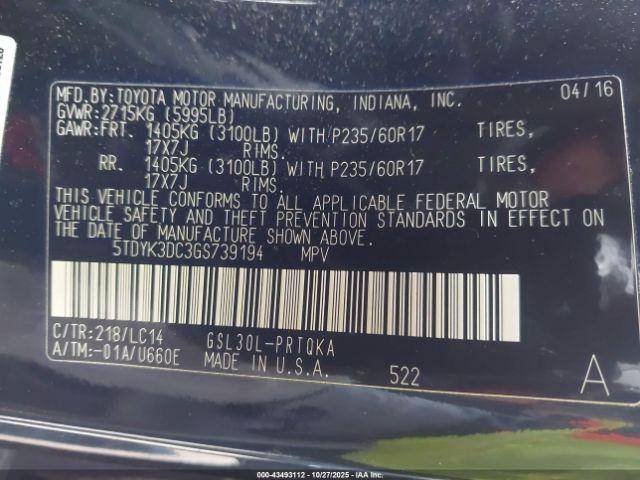 MFD.BY:TOYOTA MOTOR MANUFACTURING, INDIANA, INC. 04/16
GVWR:2715KG (5995LB)
GAWR:FRT. 1405KG (3100LB) WITH P235/60R17 TIRES,
17X7J RIMS.
RR. 1405KG (3100LB) WITH P235/60R17 TIRES,
17X7J RIMS.
THIS VEHICLE CONFORMS TO ALL APPLICABLE FEDERAL MOTOR
VEHICLE SAFETY AND THEFT PREVENTION STANDARDS IN EFFECT ON
THE DATE OF MANUFACTURE SHOWN ABOVE.
5TDYK3DC3GS739194 MPV
C/TR:218/LC14 GSL30L-PRTQKA
A/TM:-01A/U660E MADE IN U.S.A. 522 A
000-43493112 - 10/27/2025 - IAA Inc.